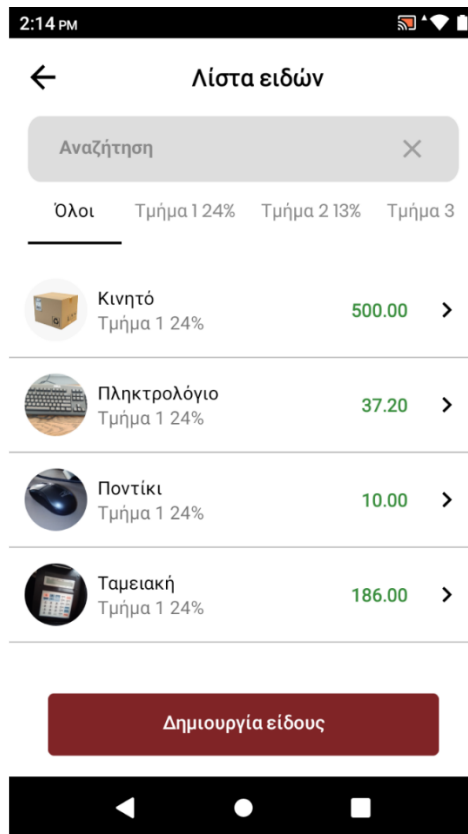 2:14 PM
Λίστα ειδών
Αναζήτηση
Όλοι Τμήμα 1 24% Τμήμα 2 13% Τμήμα 3
Κινητό 500.00
Τμήμα 1 24%
Πληκτρολόγιο 37.20
Τμήμα 1 24%
Ποντίκι 10.00
Τμήμα 1 24%
Ταμειακή 186.00
Τμήμα 1 24%
Δημιουργία είδους